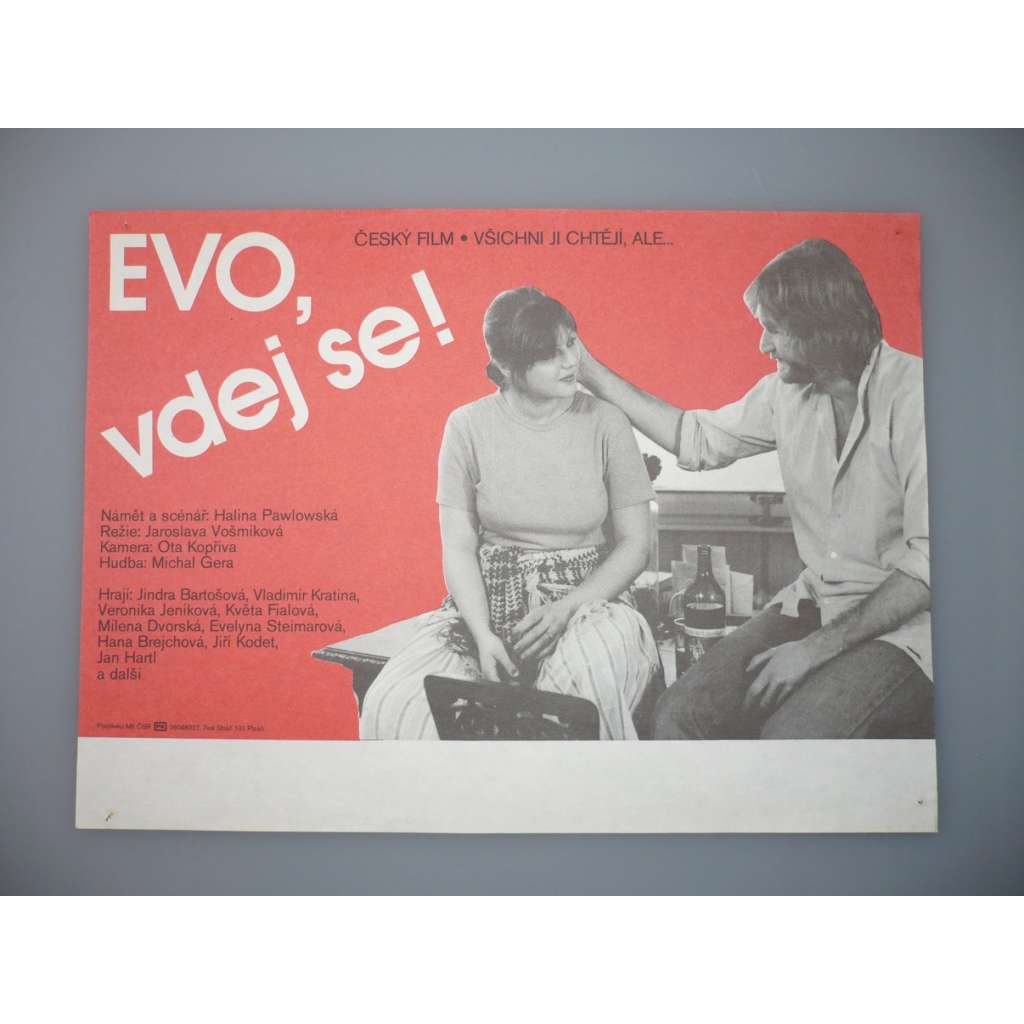 EVO,
vdej se!
ČESKÝ FILM • VŠICHNI JI CHTĚJÍ, ALE...
Námět a scénář: Halina Pawlowská
Režie: Jaroslava Vošmiková
Kamera: Ota Kopřiva
Hudba: Michal Gera
Hrají: Jindra Bartošová, Vladimír Kratina,
Veronika Jeníková, Květa Fialová,
Milena Dvorská, Evelyna Steimarová,
Hana Brejchová, Jiří Kodet,
Jan Hartl
a další
Plzeň